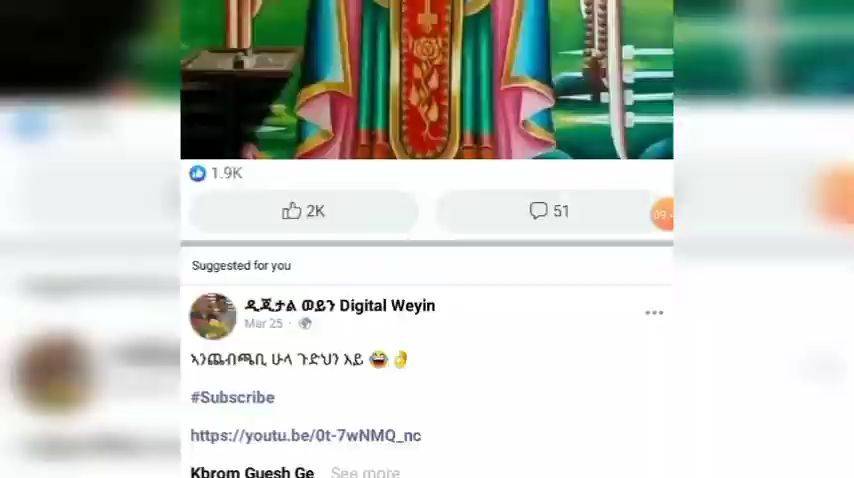 1.9K
2K
51
Suggested for you
ዲጂታል ወይን Digital Weyin
Mar 25 ·
ኣንጨብጫቢ ሁላ ጉድህን እይ 😂👌
#Subscribe
https://youtu.be/0t-7wNMQ_nc
Kbrom Guesh Ge See more